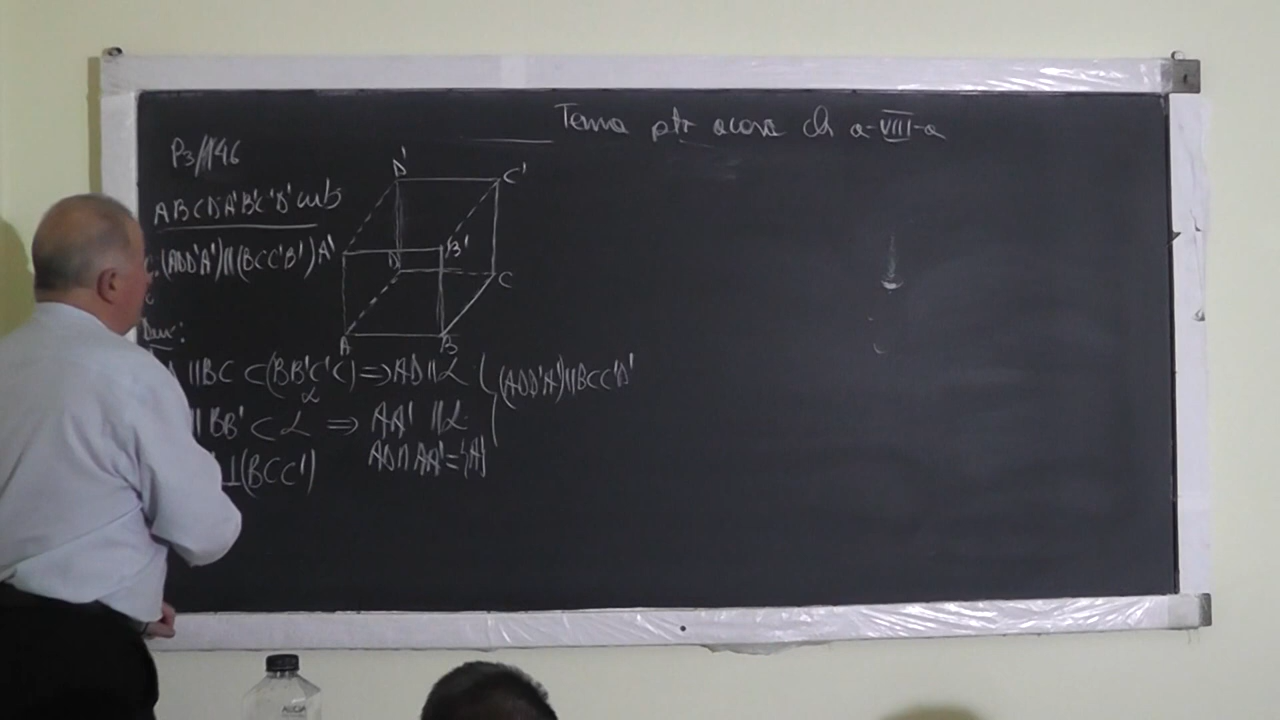 Tema ptr acasa cls a-VIII-a
P3/146
ABCDA'B'C'D' cub
(ADD'A')||(BCC'B')
D' C'
A' B'
D C
A B
Dem:
||BC ⊂ (BB'C'C) ⇒ AD||α
α
(ADD'A')||BCC'B'
|| BB' ⊂ α ⇒ AA' ||α
⊥(BCC')
AD∩AA'={A}